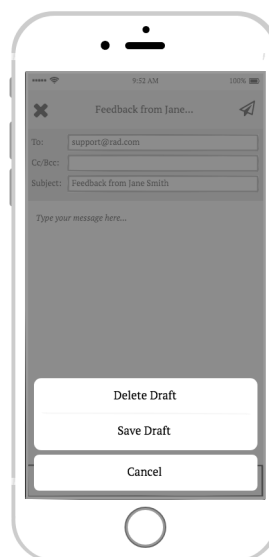 9:52 AM 100%
Feedback from Jane...
To: support@rad.com
Cc/Bcc:
Subject: Feedback from Jane Smith
Type your message here...
Delete Draft
Save Draft
Cancel